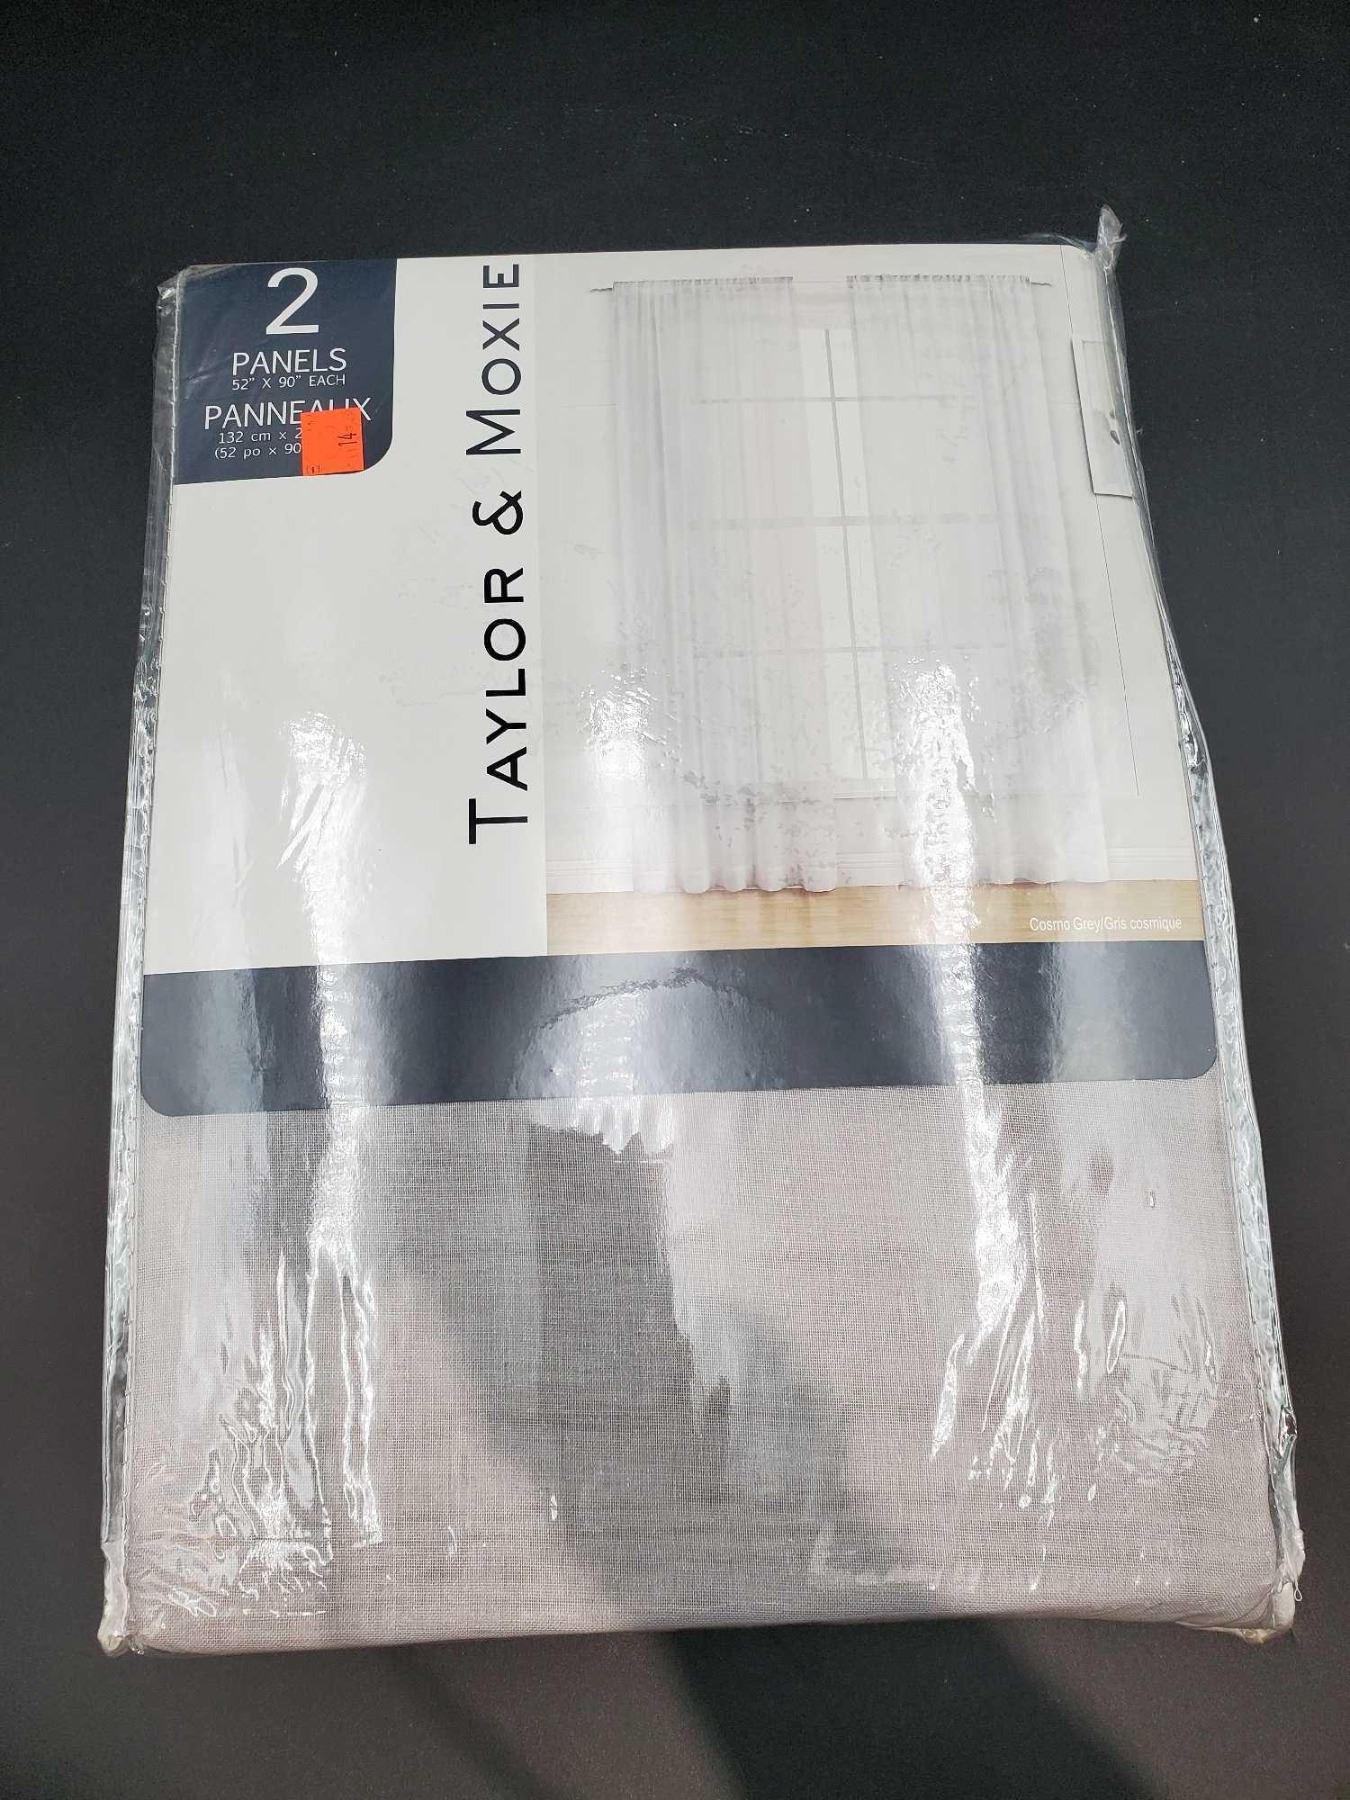 2
PANELS
52" X 90" EACH
PANNEAUX
132 cm x 2
(52 po x 90
14
TAYLOR & MOXIE
Cosmo Grey/Gris cosmique